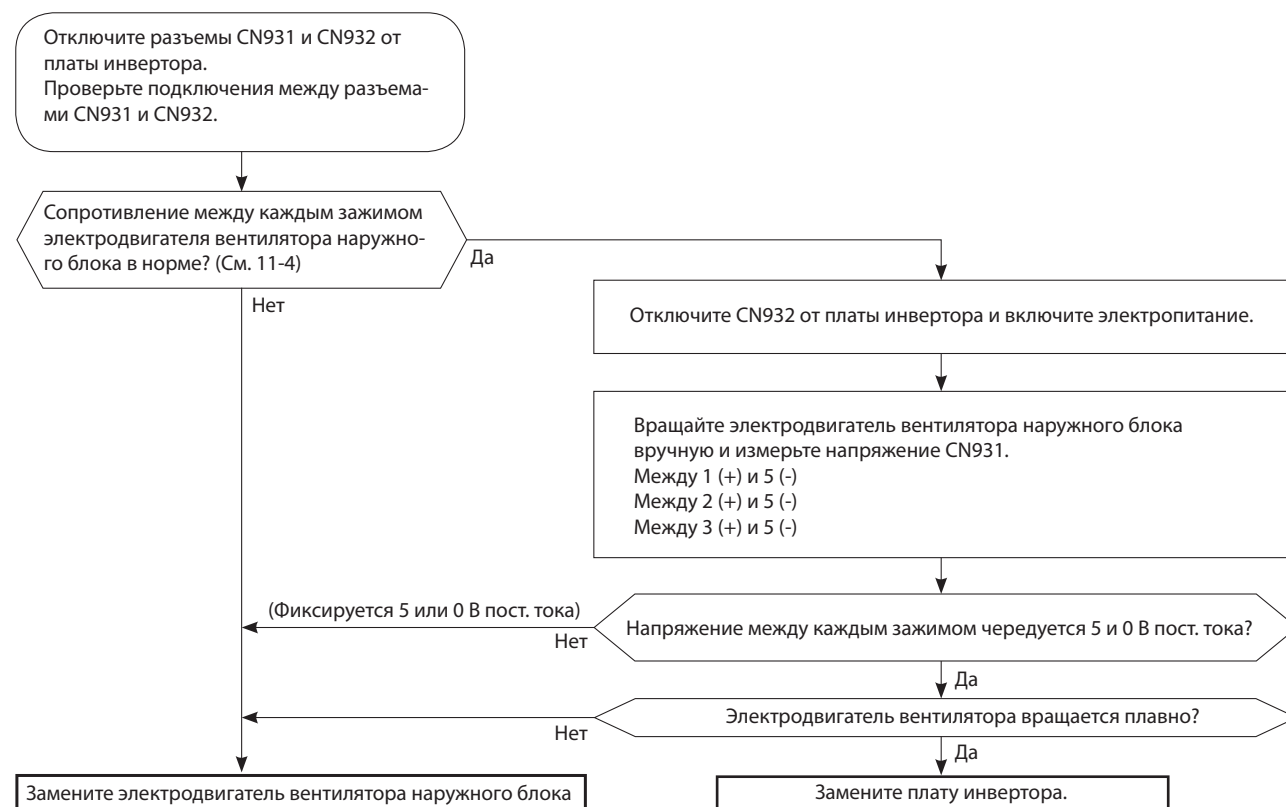 Отключите разъемы CN931 и CN932 от
платы инвертора.
Проверьте подключения между разъема-
ми CN931 и CN932.
Сопротивление между каждым зажимом
электродвигателя вентилятора наружно-
го блока в норме? (См. 11-4)
Да
Нет
Отключите CN932 от платы инвертора и включите электропитание.
Вращайте электродвигатель вентилятора наружного блока
вручную и измерьте напряжение CN931.
Между 1 (+) и 5 (-)
Между 2 (+) и 5 (-)
Между 3 (+) и 5 (-)
(Фиксируется 5 или 0 В пост. тока)
Нет
Напряжение между каждым зажимом чередуется 5 и 0 В пост. тока?
Да
Нет
Электродвигатель вентилятора вращается плавно?
Да
Замените электродвигатель вентилятора наружного блока
Замените плату инвертора.